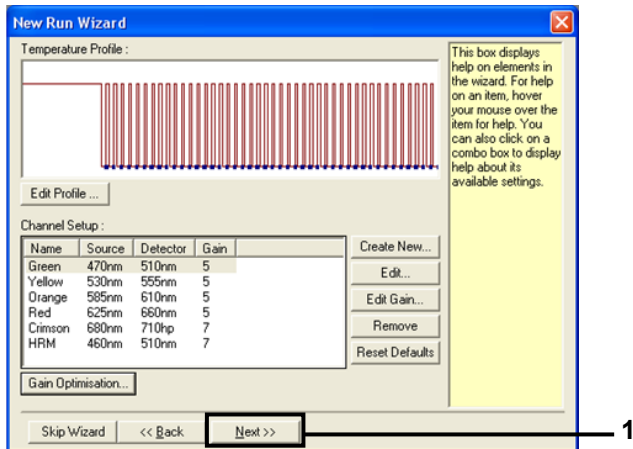 New Run Wizard
Temperature Profile :
This box displays
help on elements in
the wizard. For help
on an item, hover
your mouse over the
item for help. You
can also click on a
combo box to display
help about its
available settings.
Edit Profile ...
Channel Setup :
Name Source Detector Gain
Green 470nm 510nm 5
Yellow 530nm 555nm 5
Orange 585nm 610nm 5
Red 625nm 660nm 5
Crimson 680nm 710hp 7
HRM 460nm 510nm 7
Create New...
Edit...
Edit Gain...
Remove
Reset Defaults
Gain Optimisation...
Skip Wizard
<< Back
Next >>
1